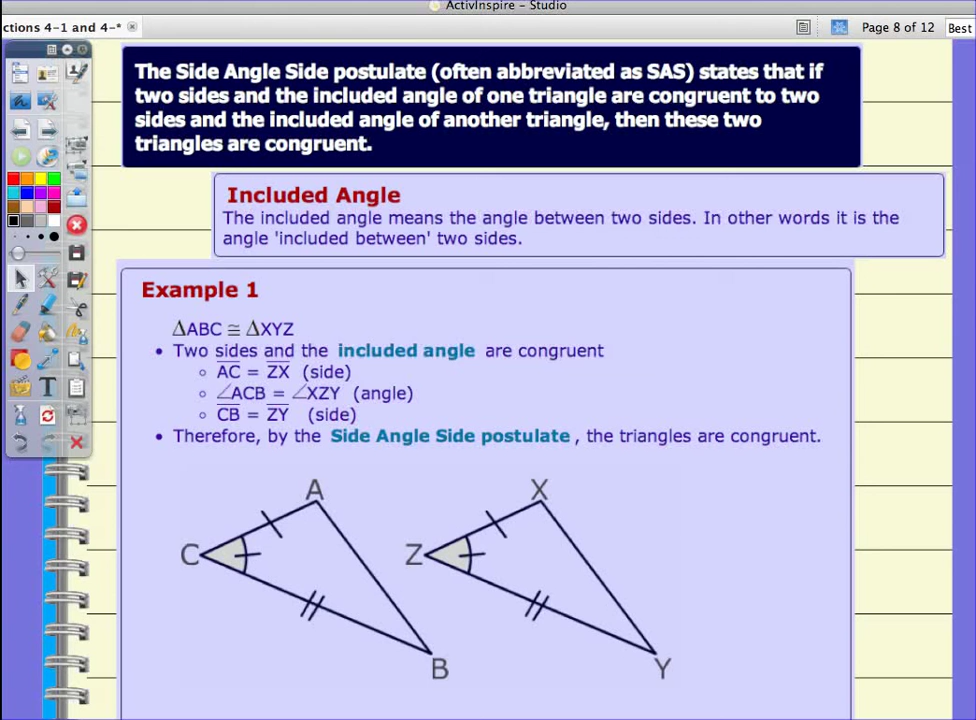 ActivInspire - Studio
ctions 4-1 and 4-*
Page 8 of 12
Best
The Side Angle Side postulate (often abbreviated as SAS) states that if
two sides and the included angle of one triangle are congruent to two
sides and the included angle of another triangle, then these two
triangles are congruent.
Included Angle
The included angle means the angle between two sides. In other words it is the
angle 'included between' two sides.
Example 1
ΔABC ≅ ΔXYZ
• Two sides and the included angle are congruent
○ A̅C̅ = Z̅X̅ (side)
○ ∠ACB = ∠XZY (angle)
○ C̅B̅ = Z̅Y̅ (side)
• Therefore, by the Side Angle Side postulate , the triangles are congruent.
A
X
C
Z
B
Y
T